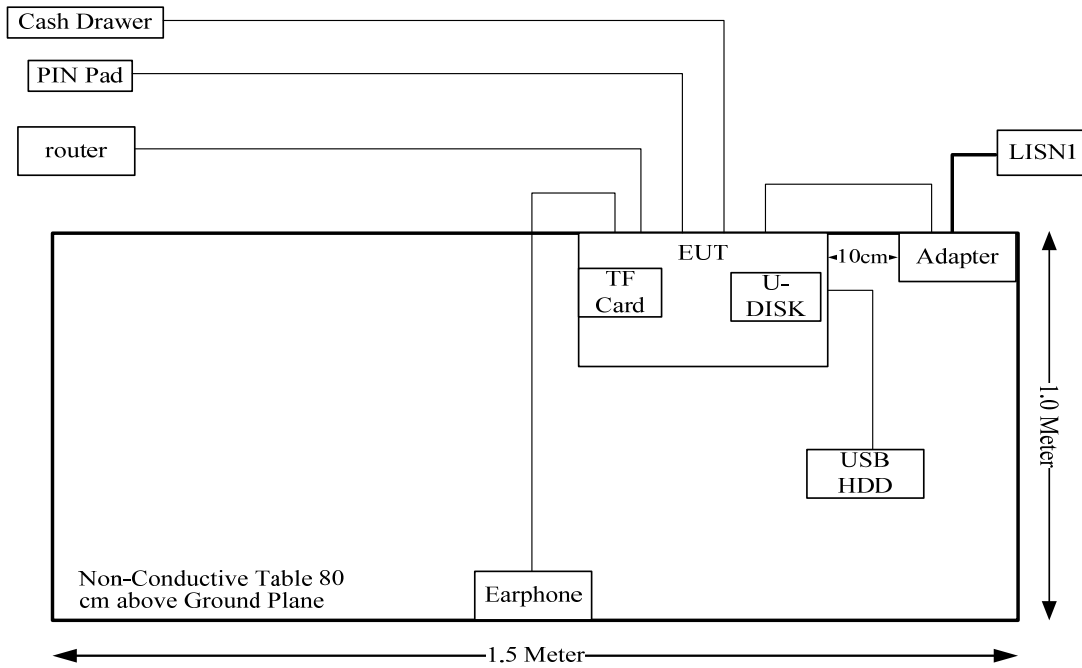 Cash Drawer
PIN Pad
router
LISN1
EUT
10cm
Adapter
TF
Card
U-
DISK
1.0 Meter
USB
HDD
Non-Conductive Table 80
cm above Ground Plane
Earphone
1.5 Meter